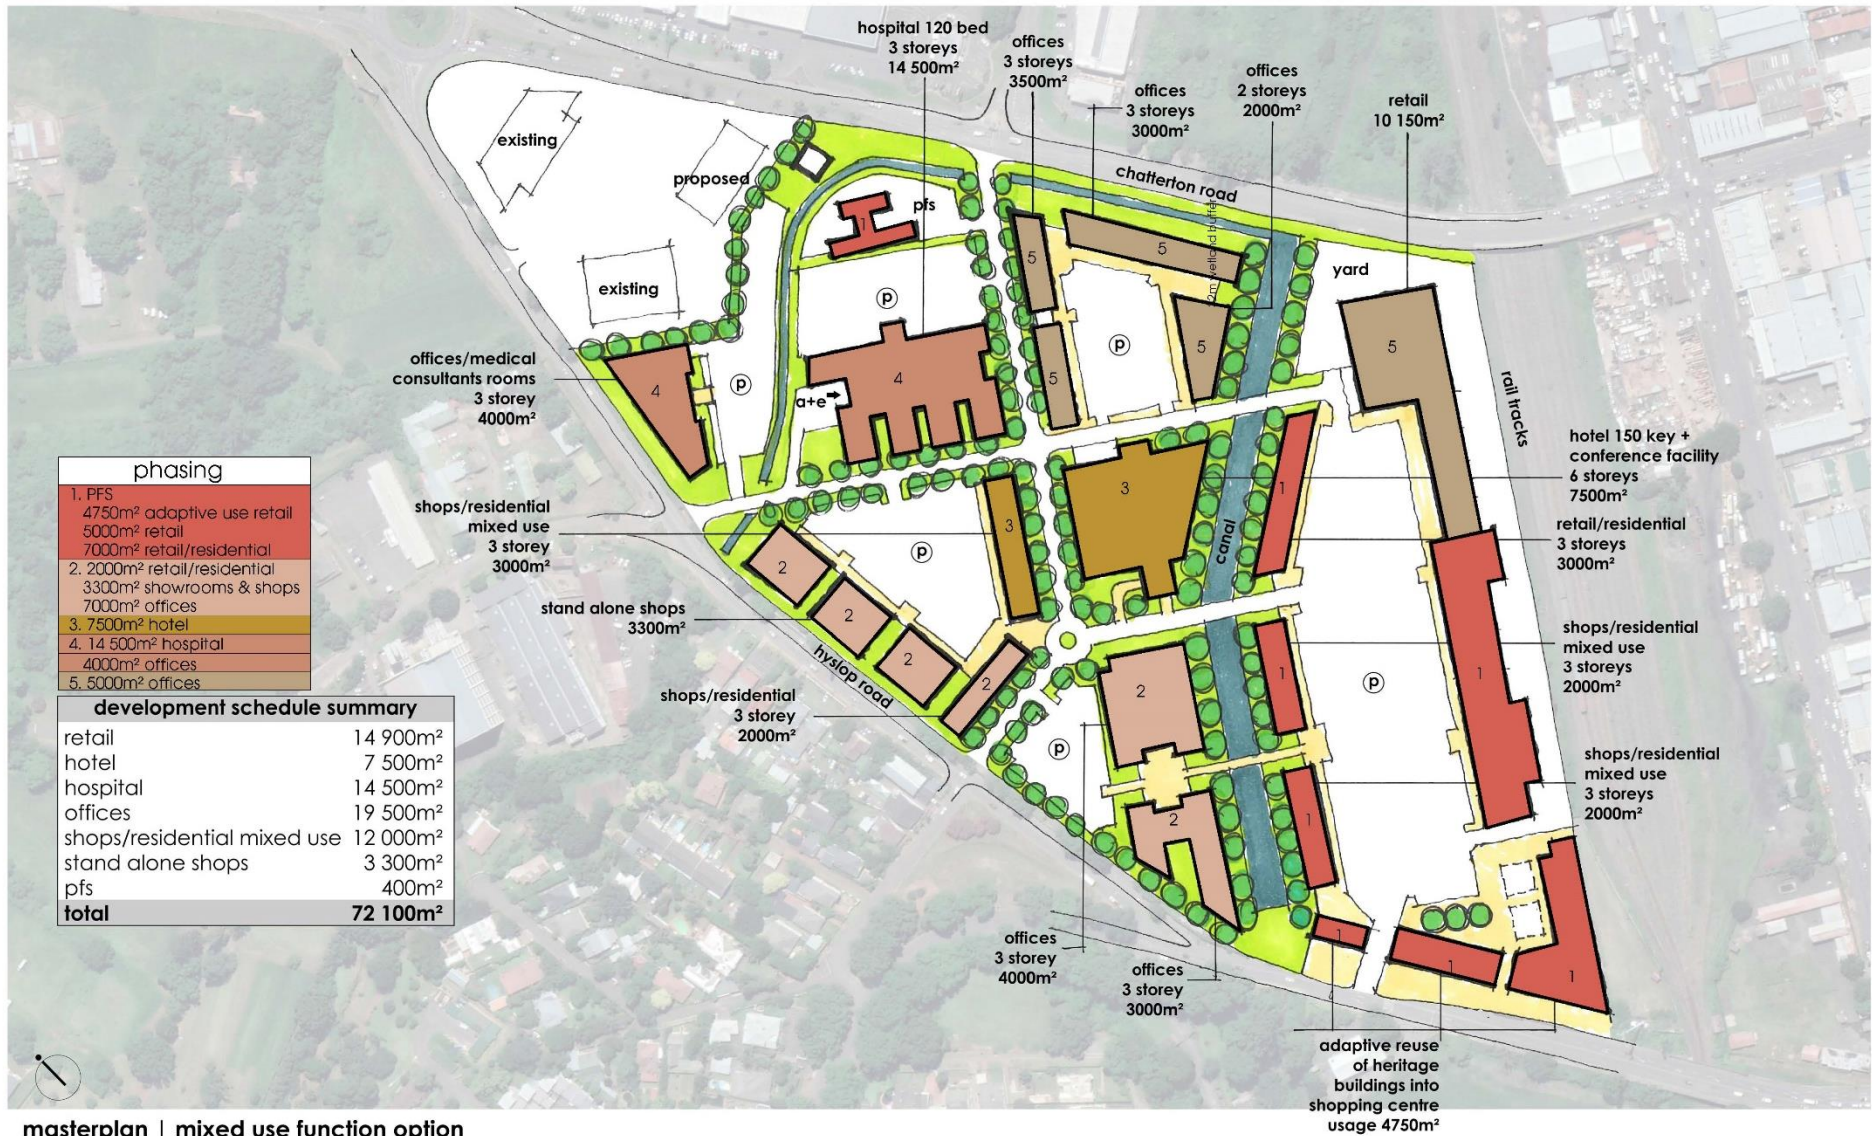 hospital 120 bed
3 storeys
14 500m²
offices
3 storeys
3500m²
offices
3 storeys
3000m²
offices
2 storeys
2000m²
retail
10 150m²
existing
proposed
existing
pfs
1
chatterton road
2m wetland buffer
yard
5
5
5
5
5
p
p
p
a+e
4
4
offices/medical
consultants rooms
3 storey
4000m²
rail tracks
hotel 150 key +
conference facility
6 storeys
7500m²
retail/residential
3 storeys
3000m²
shops/residential
mixed use
3 storeys
2000m²
shops/residential
mixed use
3 storeys
2000m²
phasing
1. PFS
4750m² adaptive use retail
5000m² retail
7000m² retail/residential
2. 2000m² retail/residential
3300m² showrooms & shops
7000m² offices
3. 7500m² hotel
4. 14 500m² hospital
4000m² offices
5. 5000m² offices
shops/residential
mixed use
3 storey
3000m²
stand alone shops
3300m²
shops/residential
3 storey
2000m²
hyslop road
canal
3
3
p
p
p
2
2
2
2
2
2
1
1
1
1
1
1
1
development schedule summary
retail 14 900m²
hotel 7 500m²
hospital 14 500m²
offices 19 500m²
shops/residential mixed use 12 000m²
stand alone shops 3 300m²
pfs 400m²
total 72 100m²
offices
3 storey
4000m²
offices
3 storey
3000m²
adaptive reuse
of heritage
buildings into
shopping centre
usage 4750m²
masterplan | mixed use function option